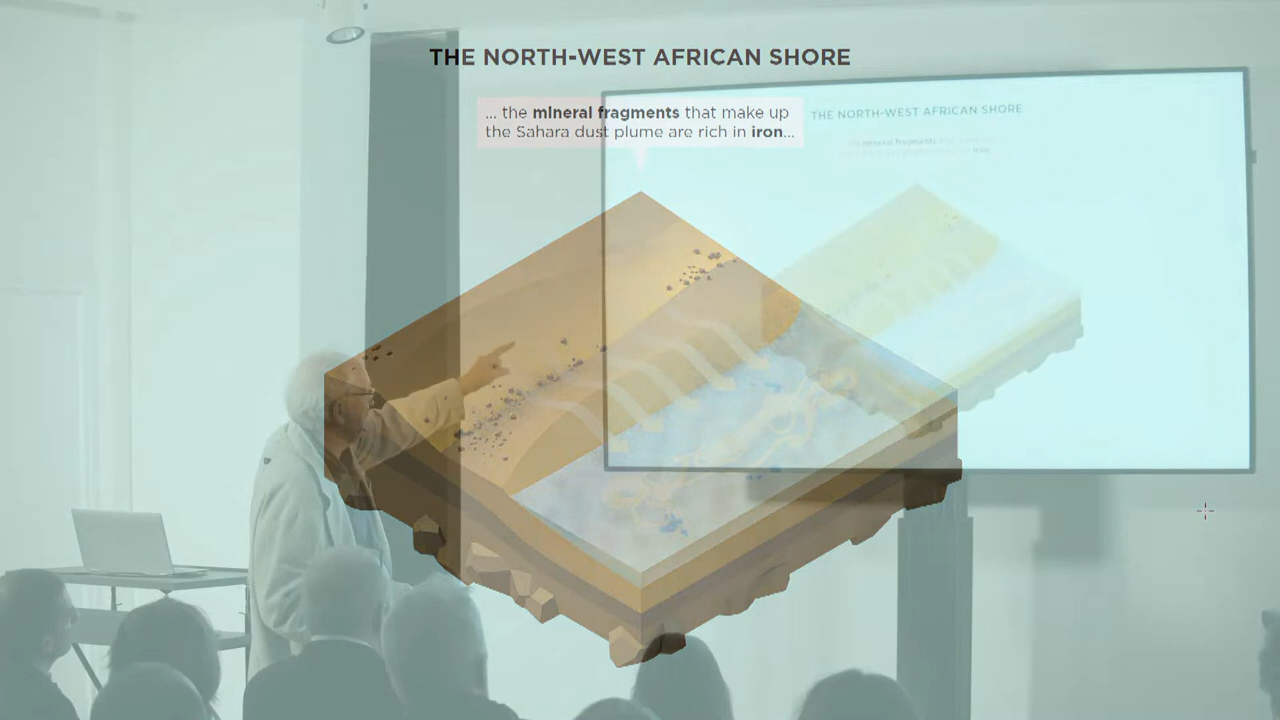 THE NORTH-WEST AFRICAN SHORE
... the mineral fragments that make up
the Sahara dust plume are rich in iron...
THE NORTH-WEST AFRICAN SHORE